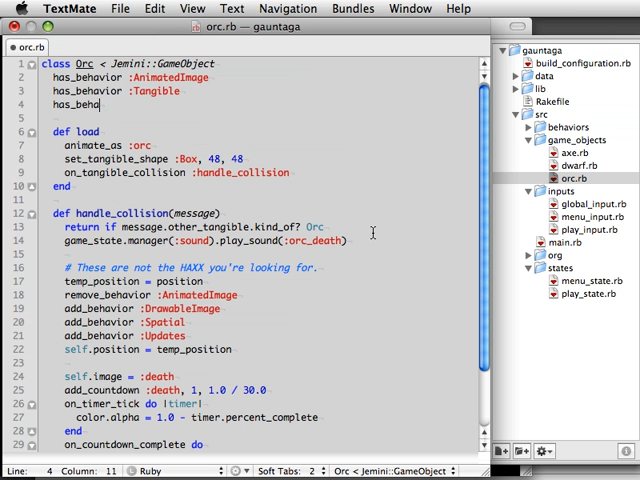 TextMate File Edit View Text Navigation Bundles Window Help
orc.rb — gauntaga
orc.rb
1 class Orc < Jemini::GameObject
2 has_behavior :AnimatedImage
3 has_behavior :Tangible
4 has_beha
5
6 def load
7 animate_as :orc
8 set_tangible_shape :Box, 48, 48
9 on_tangible_collision :handle_collision
10 end
11
12 def handle_collision(message)
13 return if message.other_tangible.kind_of? Orc
14 game_state.manager(:sound).play_sound(:orc_death)
15
16 # These are not the HAXX you're looking for.
17 temp_position = position
18 remove_behavior :AnimatedImage
19 add_behavior :DrawableImage
20 add_behavior :Spatial
21 add_behavior :Updates
22 self.position = temp_position
23
24 self.image = :death
25 add_countdown :death, 1, 1.0 / 30.0
26 on_timer_tick do |timer|
27 color.alpha = 1.0 - timer.percent_complete
28 end
29 on_countdown_complete do
Line: 4 Column: 11 Ruby Soft Tabs: 2 Orc < Jemini::GameObject
gauntaga
build_configuration.rb
data
lib
Rakefile
src
behaviors
game_objects
axe.rb
dwarf.rb
orc.rb
inputs
global_input.rb
menu_input.rb
play_input.rb
main.rb
org
states
menu_state.rb
play_state.rb